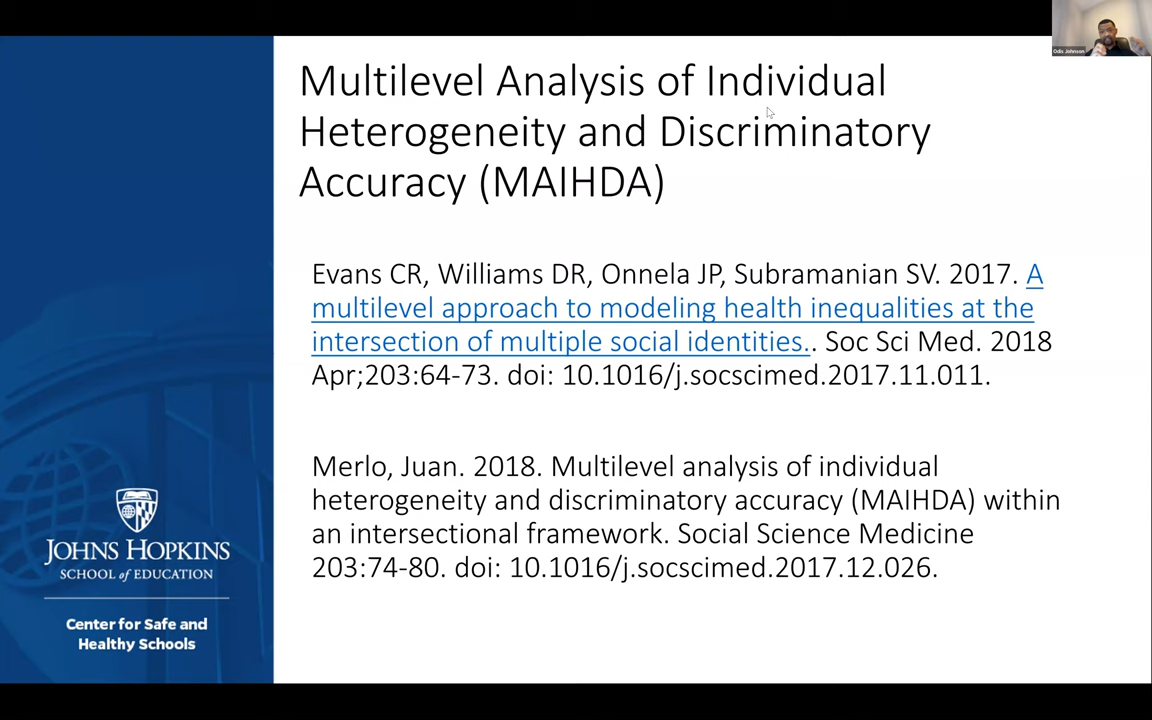 Odis Johnson
Multilevel Analysis of Individual
Heterogeneity and Discriminatory
Accuracy (MAIHDA)
Evans CR, Williams DR, Onnela JP, Subramanian SV. 2017. A
multilevel approach to modeling health inequalities at the
intersection of multiple social identities.. Soc Sci Med. 2018
Apr;203:64-73. doi: 10.1016/j.socscimed.2017.11.011.
Merlo, Juan. 2018. Multilevel analysis of individual
heterogeneity and discriminatory accuracy (MAIHDA) within
an intersectional framework. Social Science Medicine
203:74-80. doi: 10.1016/j.socscimed.2017.12.026.
JOHNS HOPKINS
SCHOOL of EDUCATION
Center for Safe and
Healthy Schools